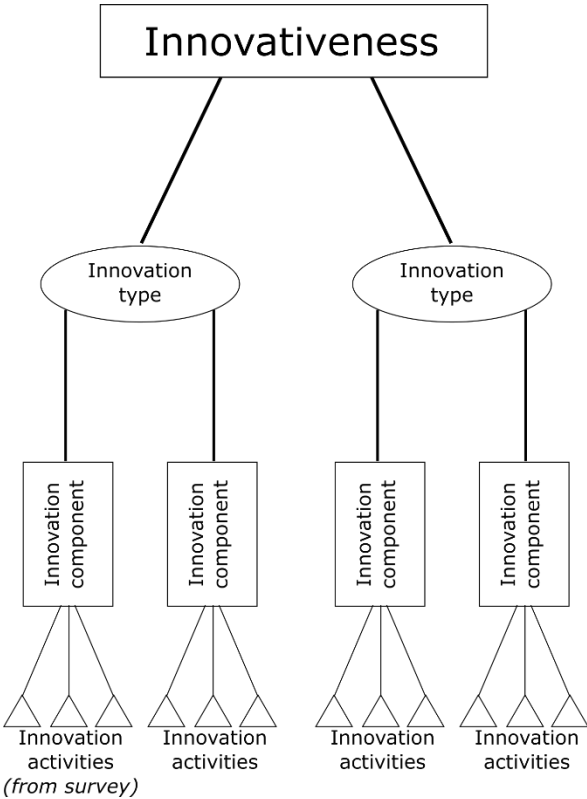 Innovativeness
Innovation
type
Innovation
type
Innovation
component
Innovation
component
Innovation
component
Innovation
component
Innovation
activities
(from survey)
Innovation
activities
Innovation
activities
Innovation
activities